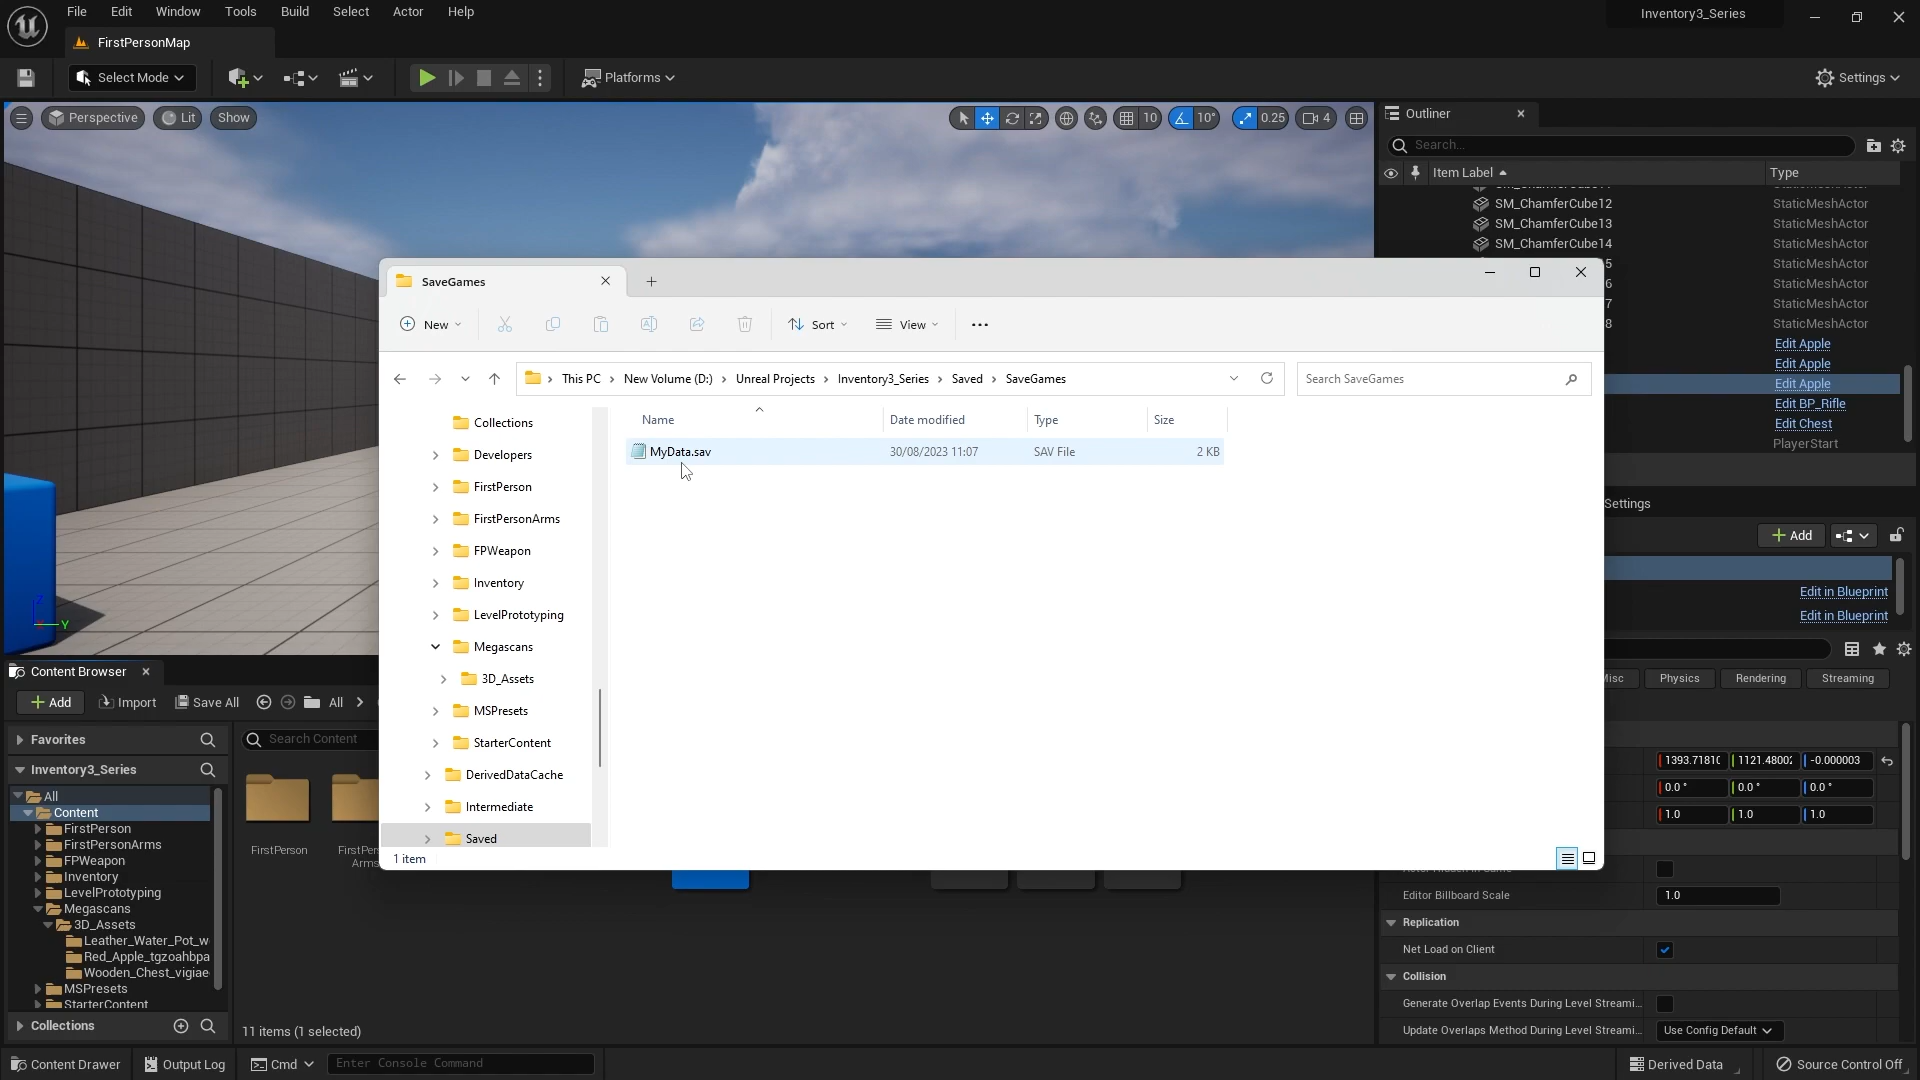 File Edit Window Tools Build Select Actor Help
Inventory3_Series
FirstPersonMap
Select Mode
Platforms
Settings
Perspective
Lit
Show
10
10°
0.25
4
Outliner
Search...
Item Label
Type
SM_ChamferCube12 StaticMeshActor
SM_ChamferCube13 StaticMeshActor
SM_ChamferCube14 StaticMeshActor
5 StaticMeshActor
6 StaticMeshActor
7 StaticMeshActor
8 StaticMeshActor
Edit Apple
Edit Apple
Edit Apple
Edit BP_Rifle
Edit Chest
PlayerStart
SaveGames
New
Sort
View
This PC > New Volume (D:) > Unreal Projects > Inventory3_Series > Saved > SaveGames
Search SaveGames
Name Date modified Type Size
MyData.sav 30/08/2023 11:07 SAV File 2 KB
Collections
Developers
FirstPerson
FirstPersonArms
FPWeapon
Inventory
LevelPrototyping
Megascans
3D_Assets
MSPresets
StarterContent
DerivedDataCache
Intermediate
Saved
1 item
Settings
Add
Edit in Blueprint
Edit in Blueprint
Misc
Physics
Rendering
Streaming
1121.4800
-0.000003
0.0 ° 0.0 ° 0.0 °
1.0 1.0 1.0
Editor Billboard Scale 1.0
Replication
Net Load on Client
Collision
Generate Overlap Events During Level Streami...
Update Overlaps Method During Level Streami... Use Config Default
Content Browser
Add
Import
Save All
All
Favorites
Search Content
Inventory3_Series
All
Content
FirstPerson
FirstPersonArms
FPWeapon
Inventory
LevelPrototyping
Megascans
3D_Assets
Leather_Water_Pot_w
Red_Apple_tgzoahbpa
Wooden_Chest_vigiae
MSPresets
StarterContent
Collections
FirstPerson
FirstPer
Arms
11 items (1 selected)
Content Drawer
Output Log
Cmd
Enter Console Command
Derived Data
Source Control Off
Z
Y